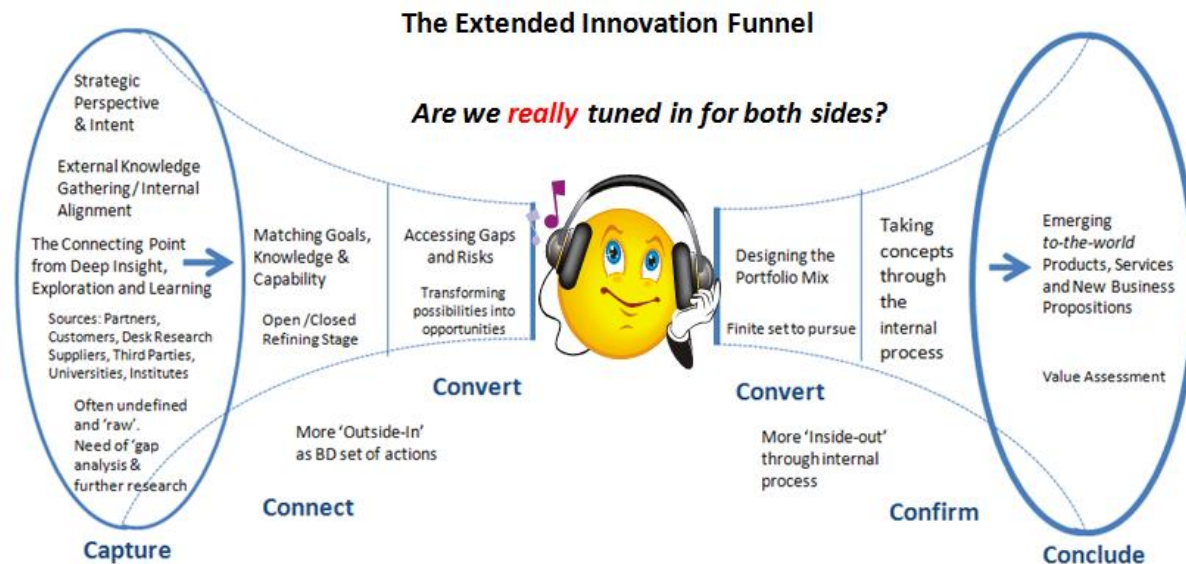 The Extended Innovation Funnel
Are we really tuned in for both sides?
Strategic
Perspective
& Intent
External Knowledge
Gathering / Internal
Alignment
The Connecting Point
from Deep Insight,
Exploration and Learning
Sources: Partners,
Customers, Desk Research
Suppliers, Third Parties,
Universities, Institutes
Often undefined
and ‘raw’.
Need of ‘gap
analysis &
further research
Capture
Matching Goals,
Knowledge &
Capability
Open /Closed
Refining Stage
More ‘Outside-In’
as BD set of actions
Connect
Accessing Gaps
and Risks
Transforming
possibilities into
opportunities
Convert
Designing the
Portfolio Mix
Finite set to pursue
Convert
More ‘Inside-out’
through internal
process
Taking
concepts
through
the
internal
process
Confirm
Emerging
to-the-world
Products, Services
and New Business
Propositions
Value Assessment
Conclude